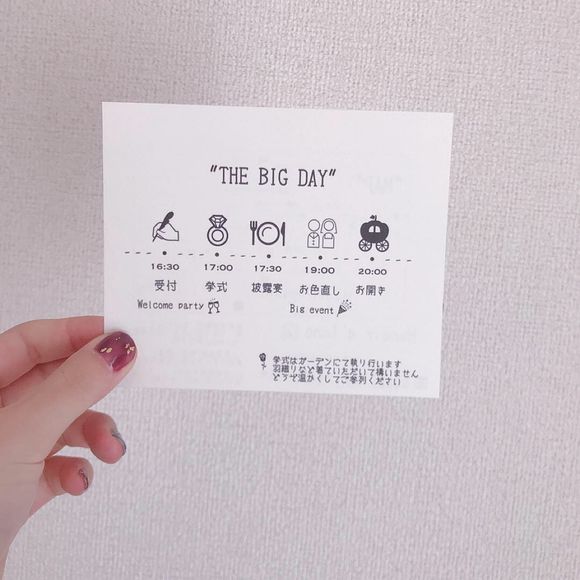 "THE BIG DAY"
16:30 17:00 17:30 19:00 20:00
受付 挙式 披露宴 お色直し お開き
Welcome party Big event
挙式はガーデンにて執り行います
羽織りなど着ていただいて構いません
どうぞ温かくしてご参列ください